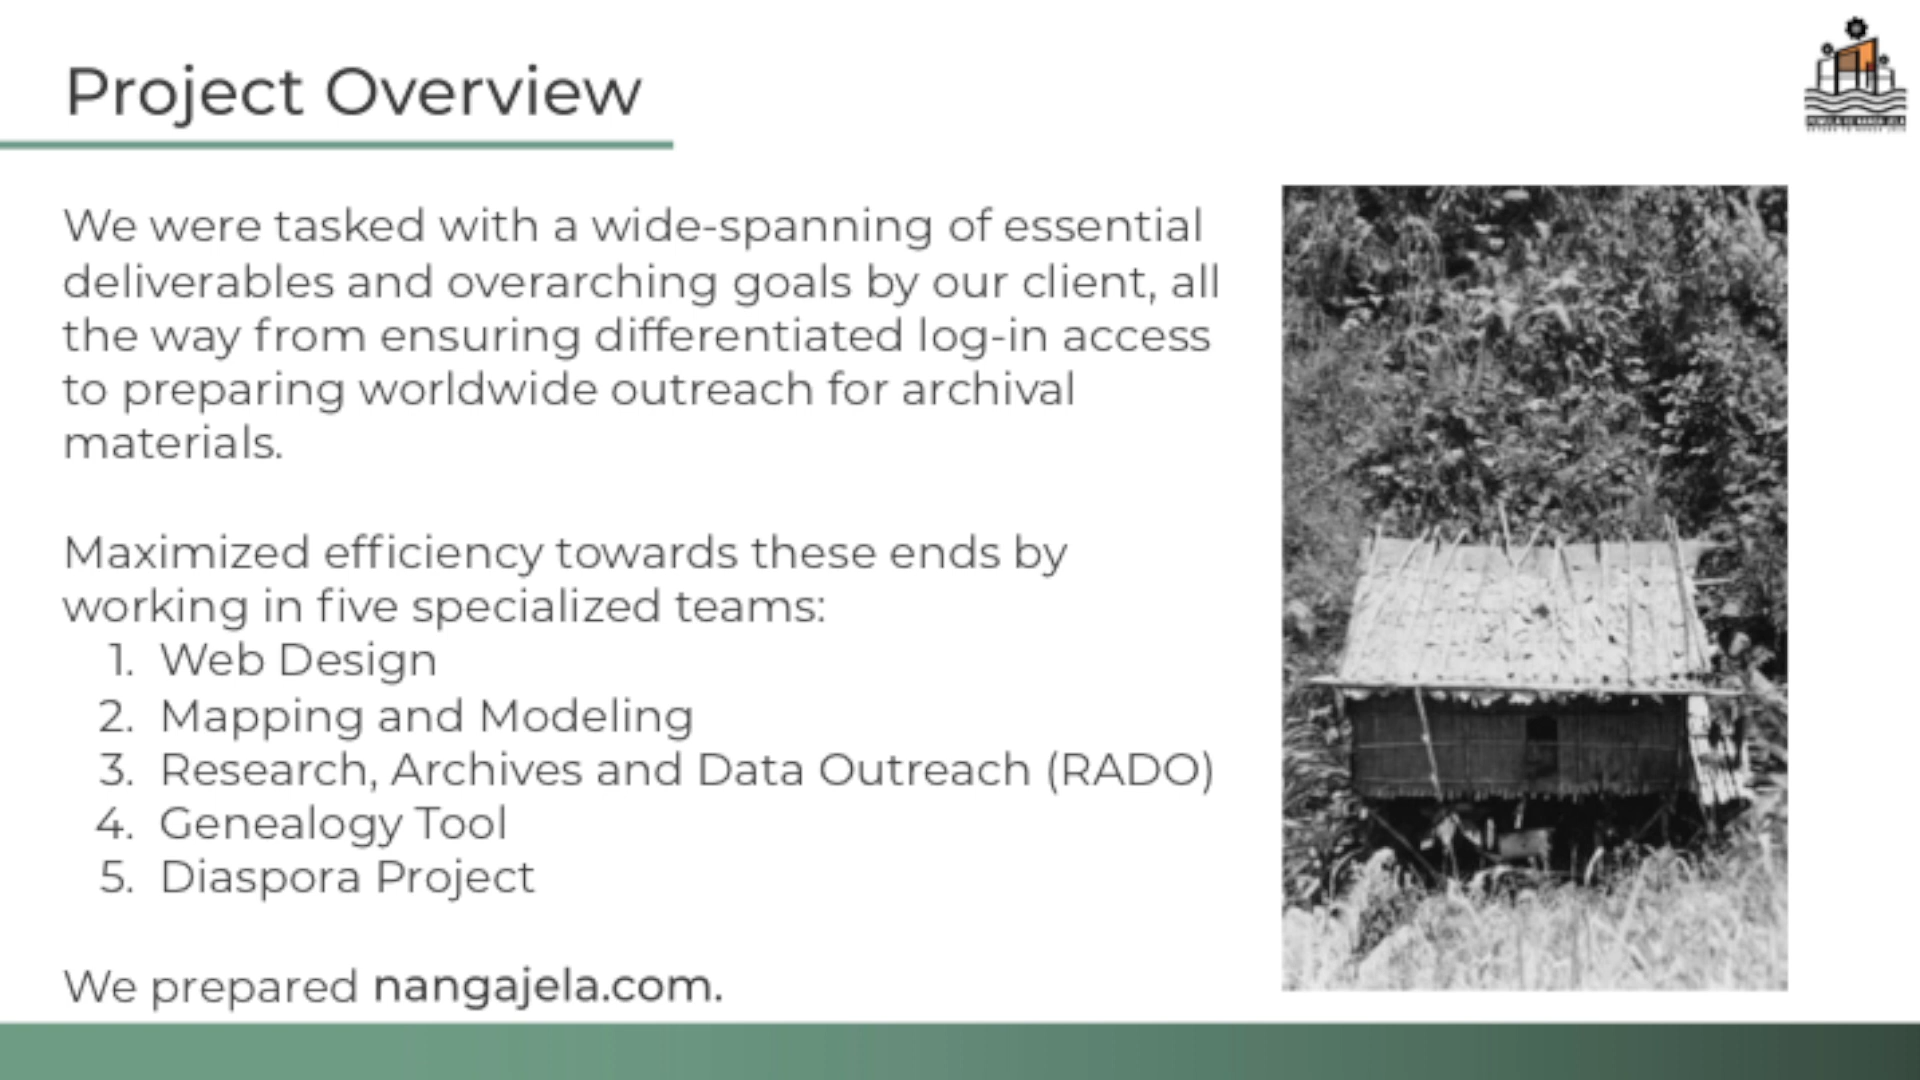 Project Overview
We were tasked with a wide-spanning of essential
deliverables and overarching goals by our client, all
the way from ensuring differentiated log-in access
to preparing worldwide outreach for archival
materials.
Maximized efficiency towards these ends by
working in five specialized teams:
1. Web Design
2. Mapping and Modeling
3. Research, Archives and Data Outreach (RADO)
4. Genealogy Tool
5. Diaspora Project
We prepared nangajela.com.